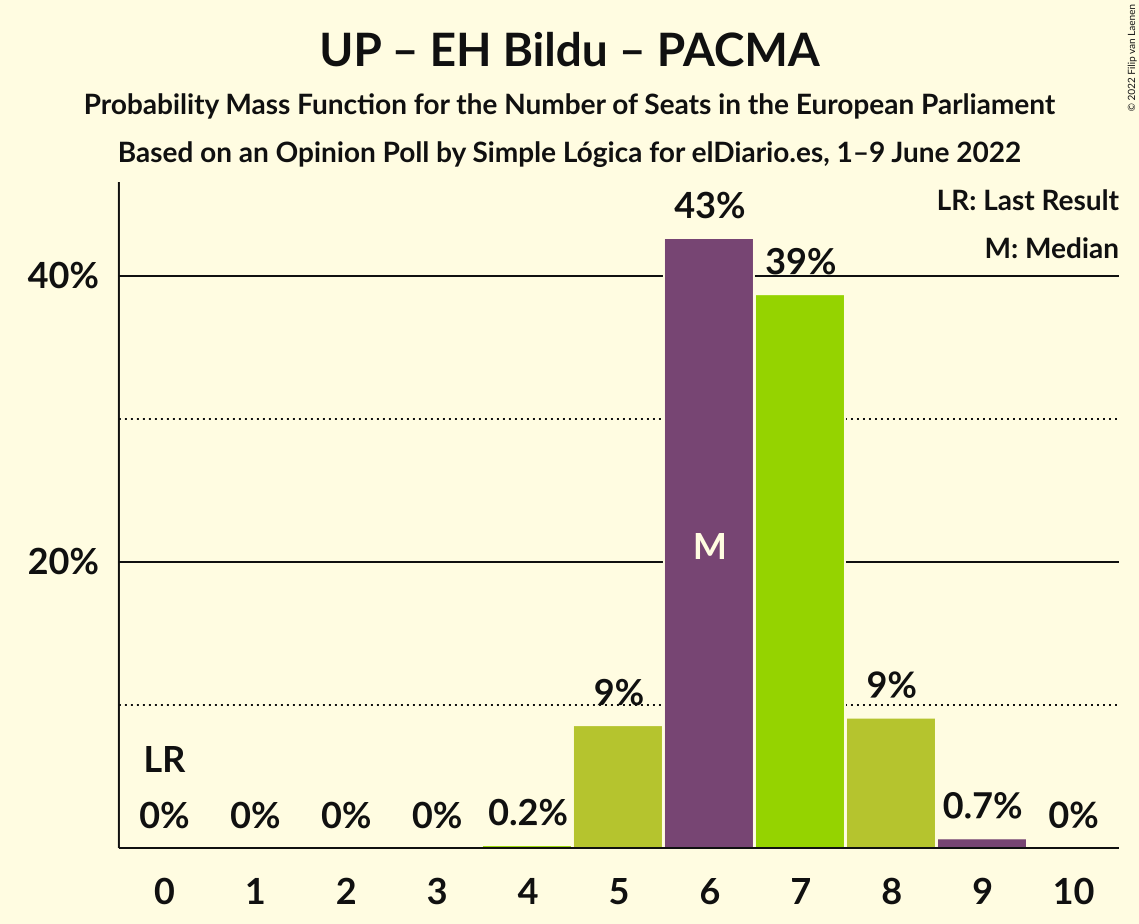 UP – EH Bildu – PACMA
Probability Mass Function for the Number of Seats in the European Parliament
Based on an Opinion Poll by Simple Lógica for elDiario.es, 1–9 June 2022
© 2022 Filip van Laenen
LR: Last Result
M: Median
43%
40%
39%
M
20%
9%
9%
LR
0%
0%
0%
0%
0.2%
0.7%
0%
0 1 2 3 4 5 6 7 8 9 10